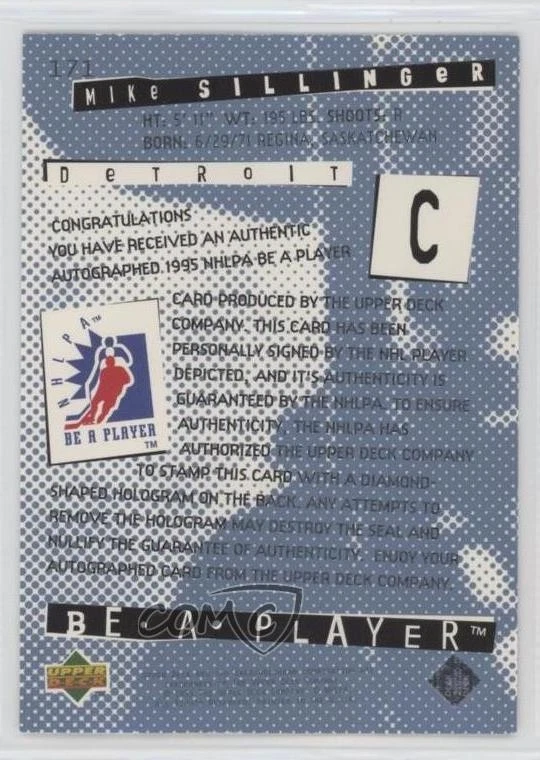 171
MIKe SILLINGeR
HT: 5' 11" WT: 195 LBS. SHOOTS: R
BORN: 6/29/71 REGINA, SASKATCHEWAN
DeTROIT
C
CONGRATULATIONS
YOU HAVE RECEIVED AN AUTHENTIC
AUTOGRAPHED 1995 NHLPA BE A PLAYER
CARD PRODUCED BY THE UPPER DECK
COMPANY. THIS CARD HAS BEEN
PERSONALLY SIGNED BY THE NHL PLAYER
DEPICTED, AND IT'S AUTHENTICITY IS
GUARANTEED BY THE NHLPA. TO ENSURE
AUTHENTICITY, THE NHLPA HAS
AUTHORIZED THE UPPER DECK COMPANY
TO STAMP THIS CARD WITH A DIAMOND-
SHAPED HOLOGRAM ON THE BACK. ANY ATTEMPTS TO
REMOVE THE HOLOGRAM MAY DESTROY THE SEAL AND
NULLIFY THE GUARANTEE OF AUTHENTICITY. ENJOY YOUR
AUTOGRAPHED CARD FROM THE UPPER DECK COMPANY.
NHLPA™
BE A PLAYER
TM
COMC
BE·A·PLAYER™
UPPER
DECK